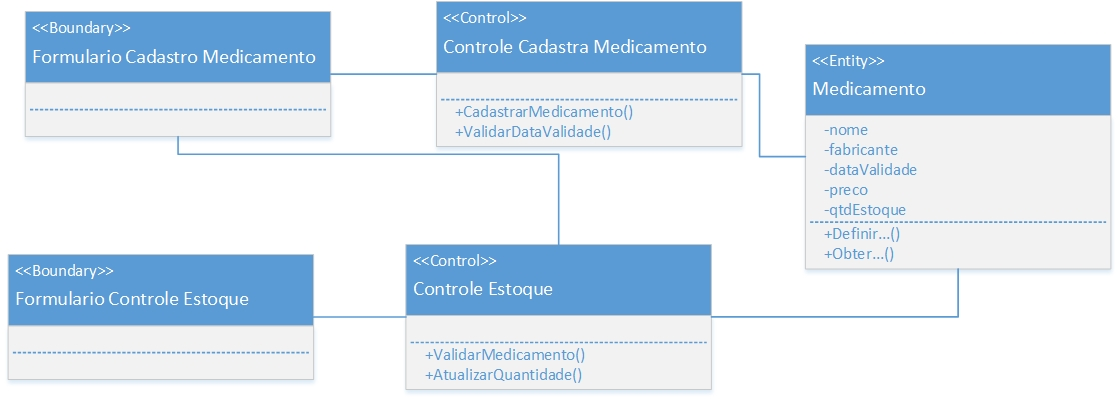 <<Boundary>>
Formulario Cadastro Medicamento
<<Control>>
Controle Cadastra Medicamento
+CadastrarMedicamento()
+ValidarDataValidade()
<<Entity>>
Medicamento
-nome
-fabricante
-dataValidade
-preco
-qtdEstoque
+Definir...()
+Obter...()
<<Boundary>>
Formulario Controle Estoque
<<Control>>
Controle Estoque
+ValidarMedicamento()
+AtualizarQuantidade()